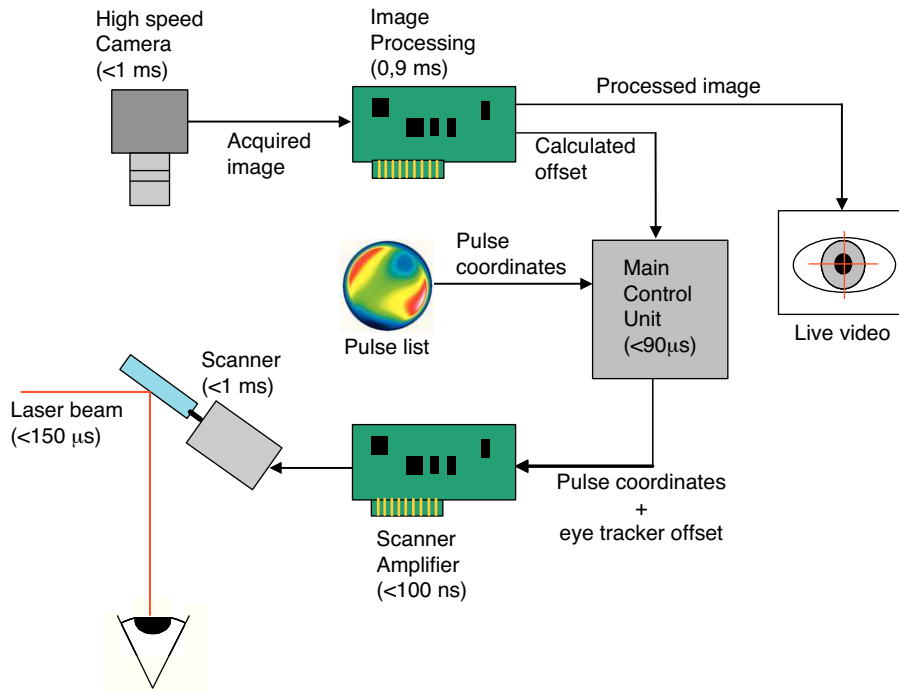 High speed
Camera
(<1 ms)
Image
Processing
(0,9 ms)
Processed image
Acquired
image
Calculated
offset
Pulse
coordinates
Main
Control
Unit
(<90µs)
Live video
Pulse list
Scanner
(<1 ms)
Laser beam
(<150 µs)
Pulse coordinates
+
eye tracker offset
Scanner
Amplifier
(<100 ns)